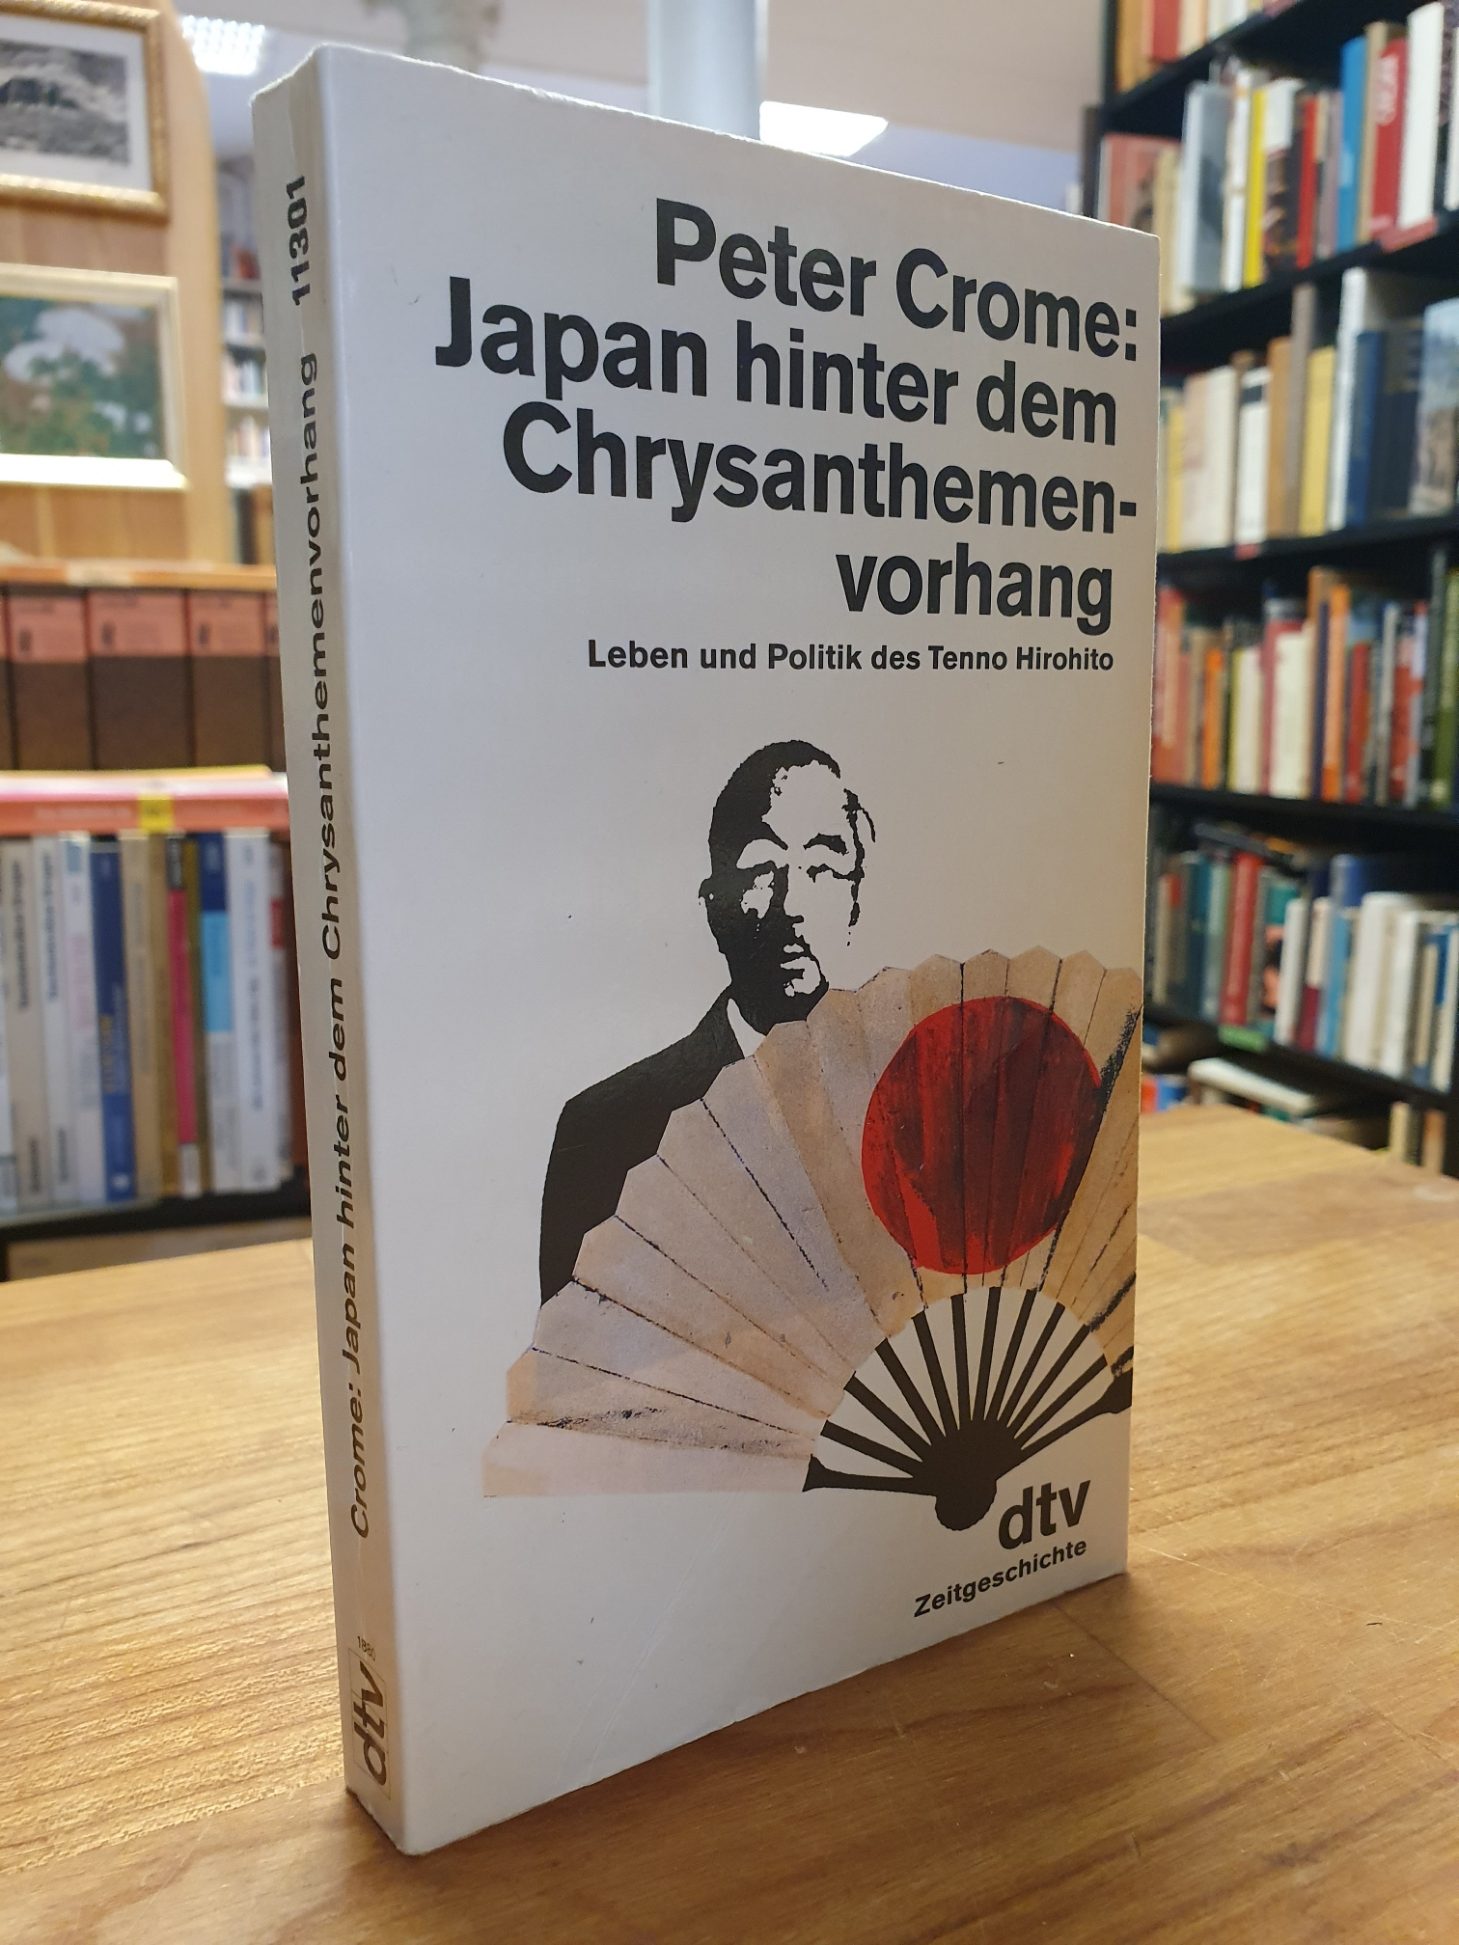 Peter Crome:
Japan hinter dem
Chrysanthemen-
vorhang
Leben und Politik des Tenno Hirohito
dtv
Zeitgeschichte
Crome: Japan hinter dem Chrysanthemenvorhang 11301
dtv